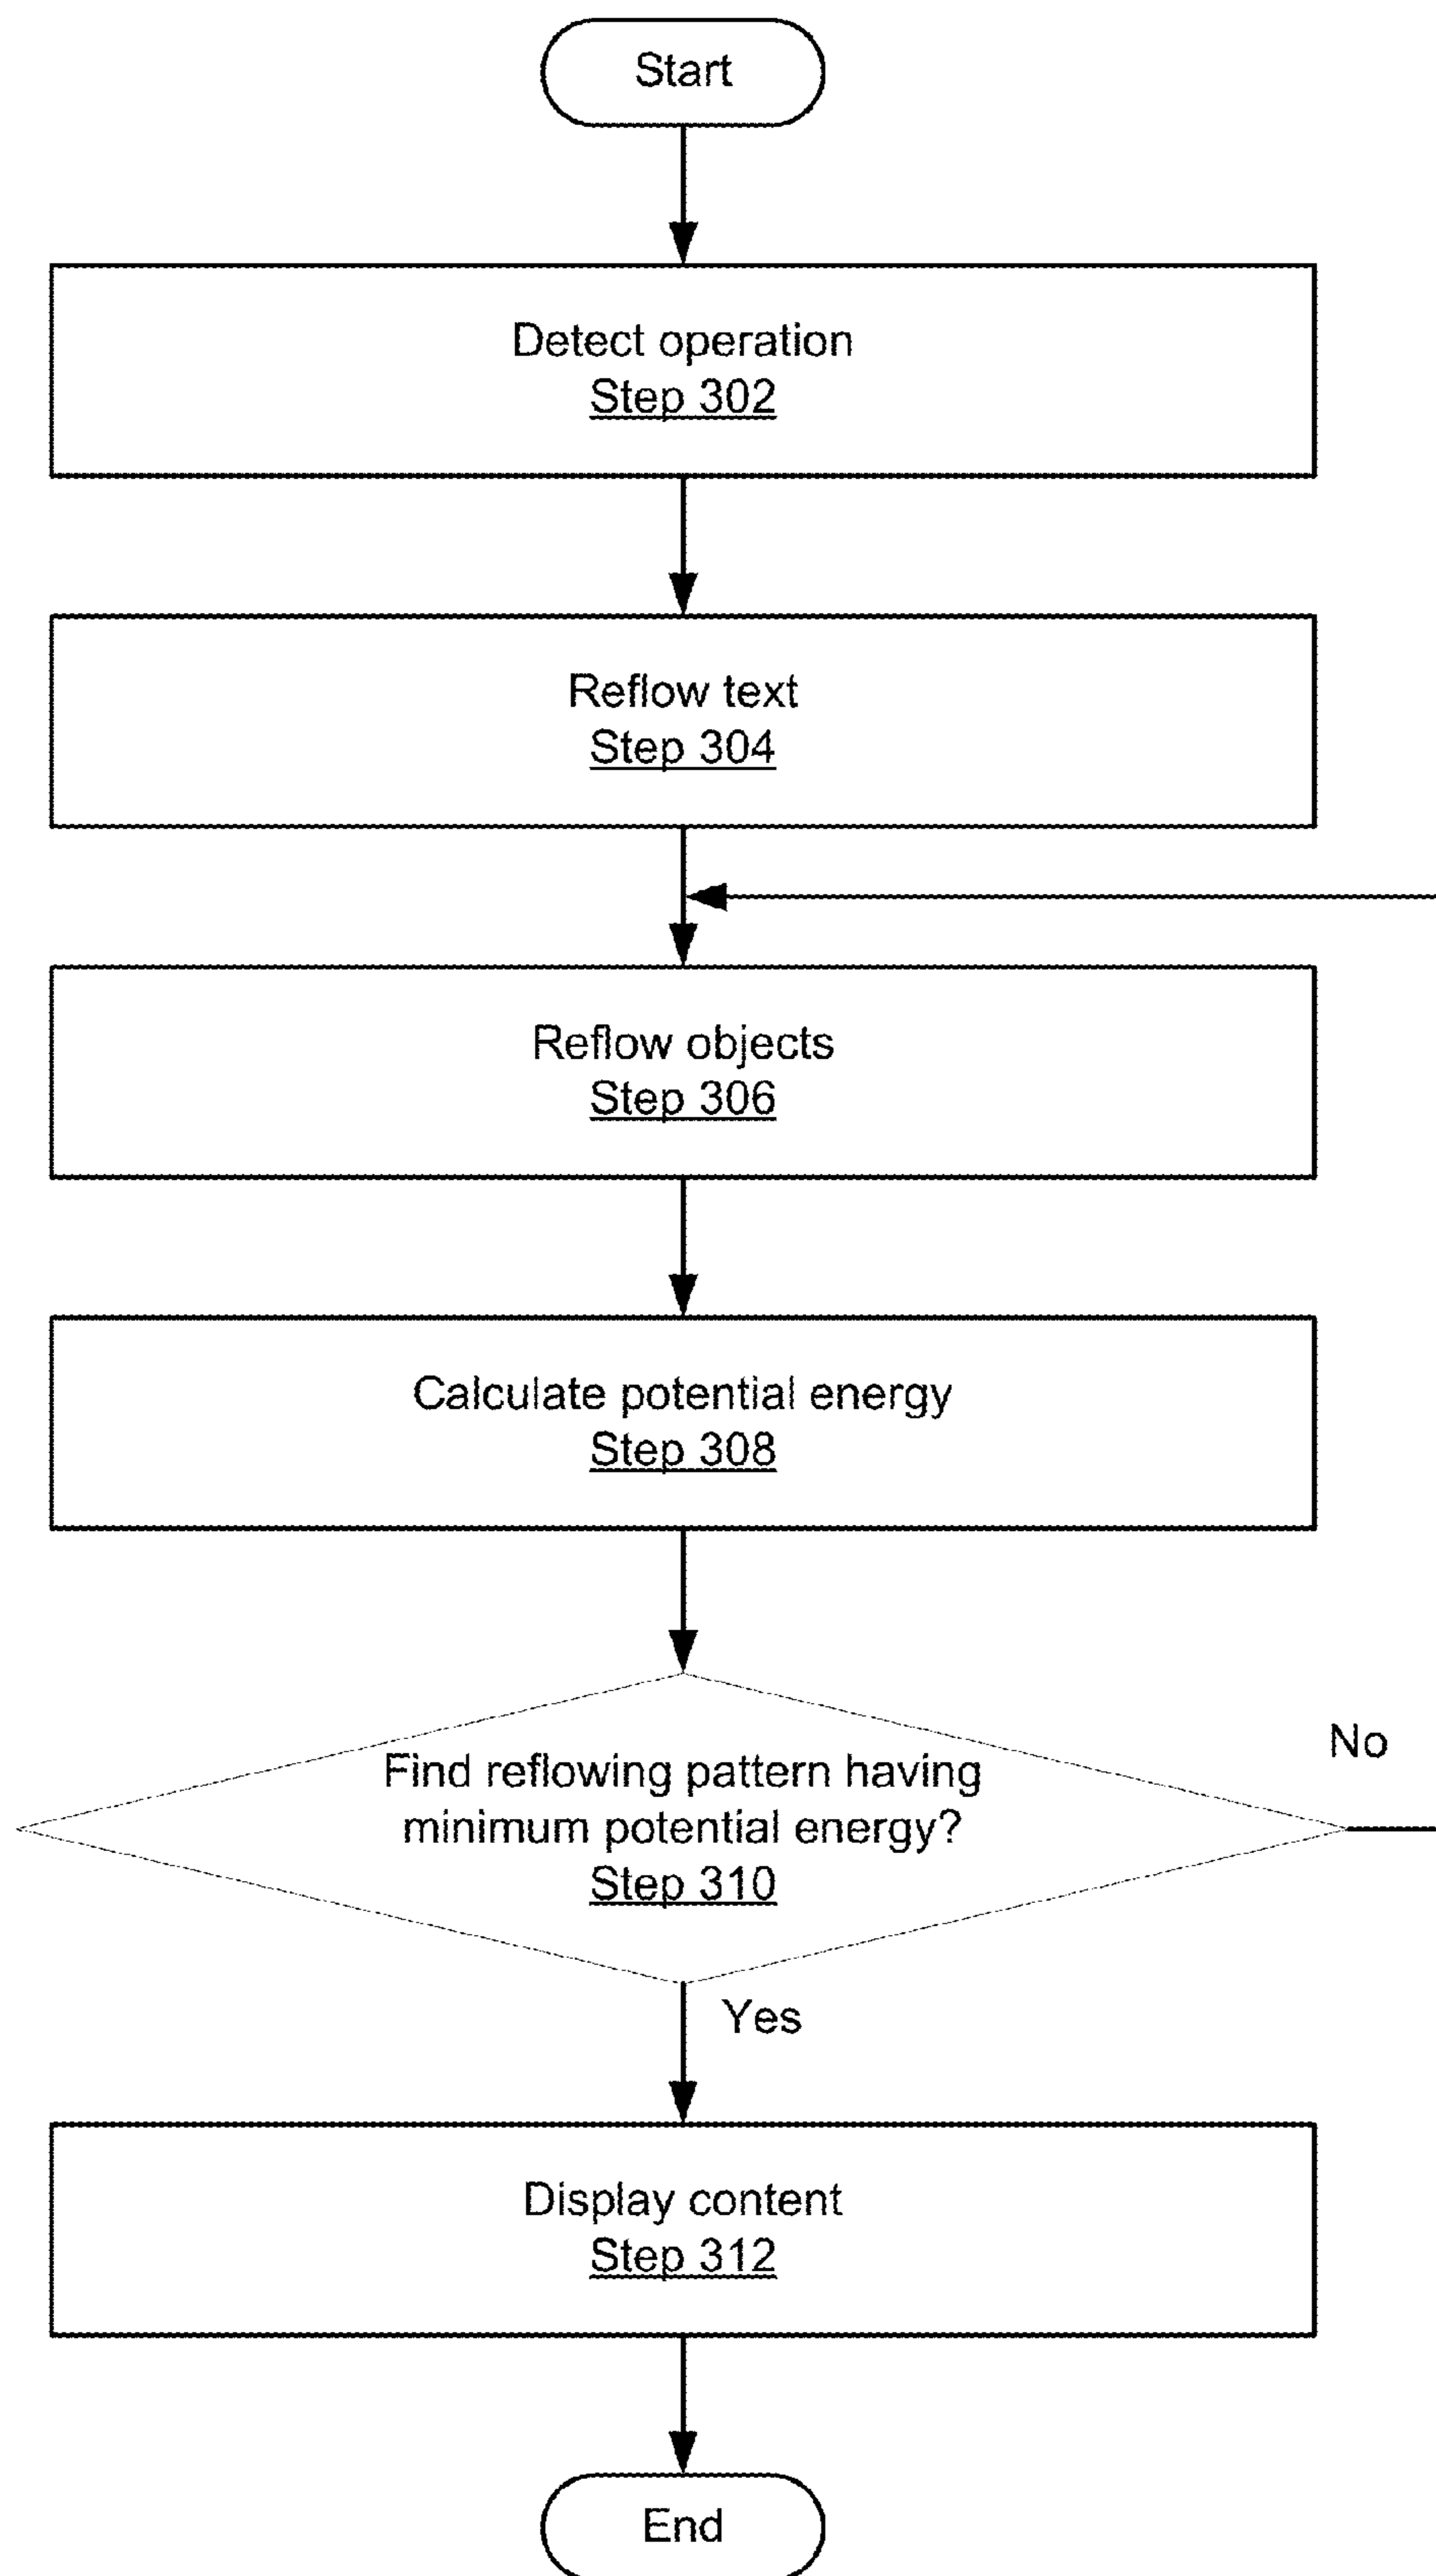 Start
Detect operation
Step 302
Reflow text
Step 304
Reflow objects
Step 306
Calculate potential energy
Step 308
Find reflowing pattern having
minimum potential energy?
Step 310
No
Yes
Display content
Step 312
End